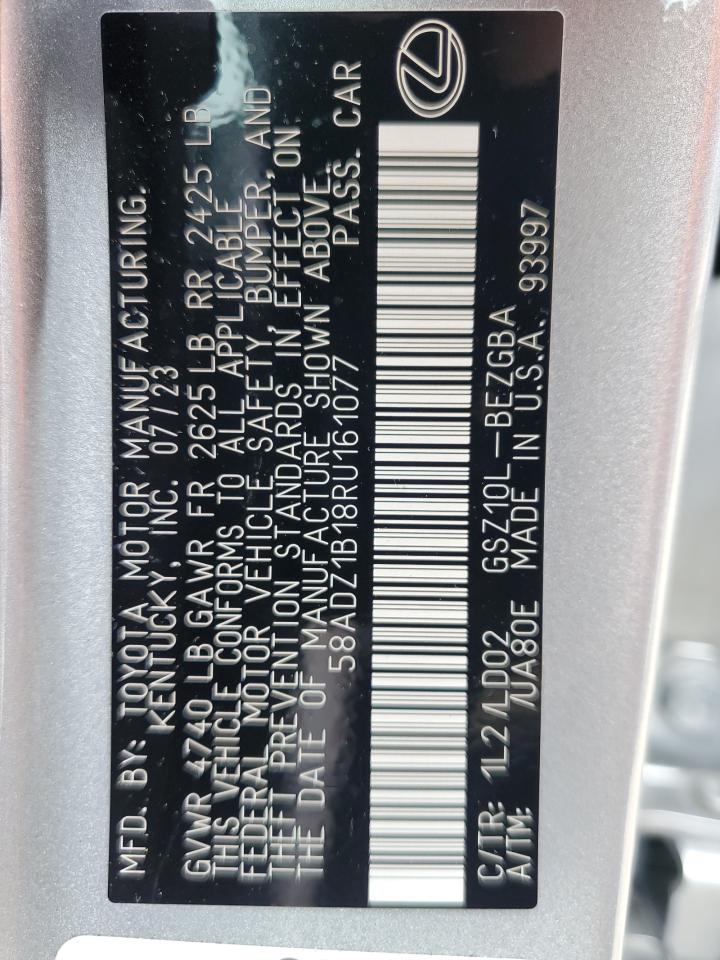 MFD. BY: TOYOTA MOTOR MANUFACTURING.
KENTUCKY, INC. 07/23
GVWR 4740 LB GAWR FR 2625 LB RR 2425 LB
THIS VEHICLE CONFORMS TO ALL APPLICABLE
FEDERAL MOTOR VEHICLE SAFETY, BUMPER, AND
THEFT PREVENTION STANDARDS IN EFFECT ON
THE DATE OF MANUFACTURE SHOWN ABOVE.
58ADZ1B18RU161077 PASS. CAR
C/TR: 1L2/LD02 GSZ10L-BEZGBA
A/TM: /UA80E MADE IN U.S.A. 93997